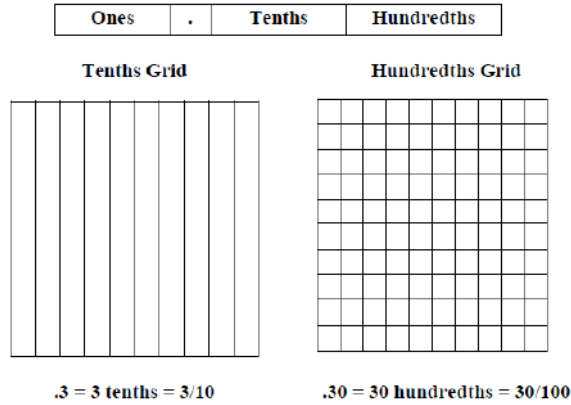 Ones . Tenths Hundredths
Tenths Grid Hundredths Grid
.3 = 3 tenths = 3/10 .30 = 30 hundredths = 30/100